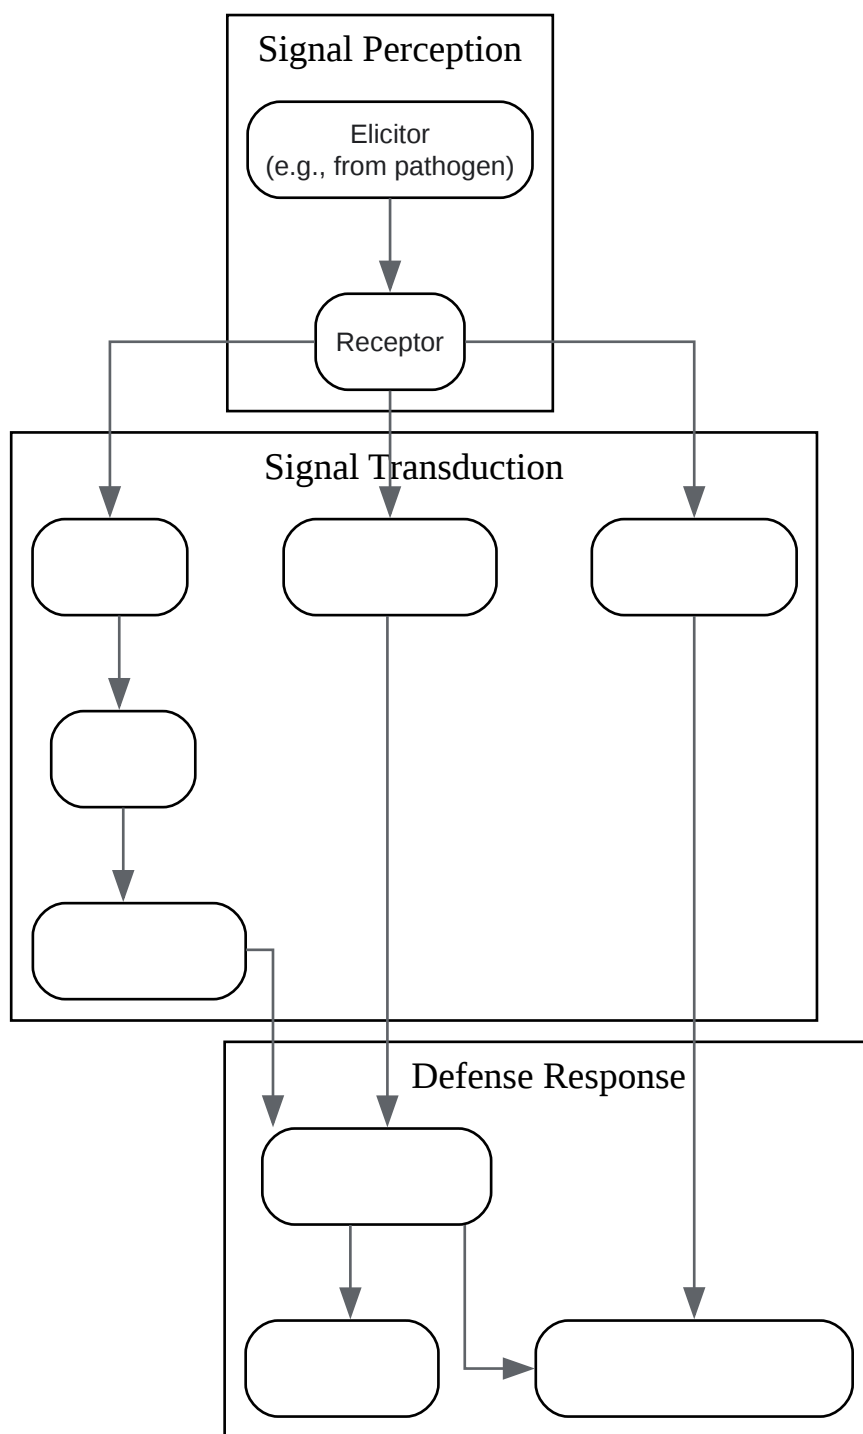 Signal Perception
Elicitor
(e.g., from pathogen)
Receptor
Signal Transduction
Defense Response